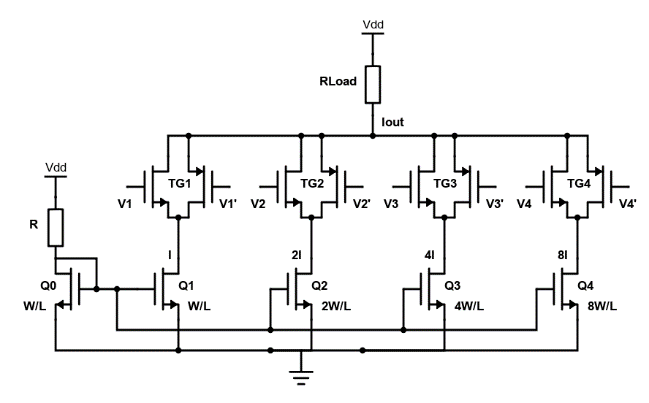 Vdd
RLoad
Iout
Vdd
TG1
TG2
TG3
TG4
V1
V1'
V2
V2'
V3
V3'
V4
V4'
R
I
2I
4I
8I
Q0
Q1
Q2
Q3
Q4
W/L
W/L
2W/L
4W/L
8W/L